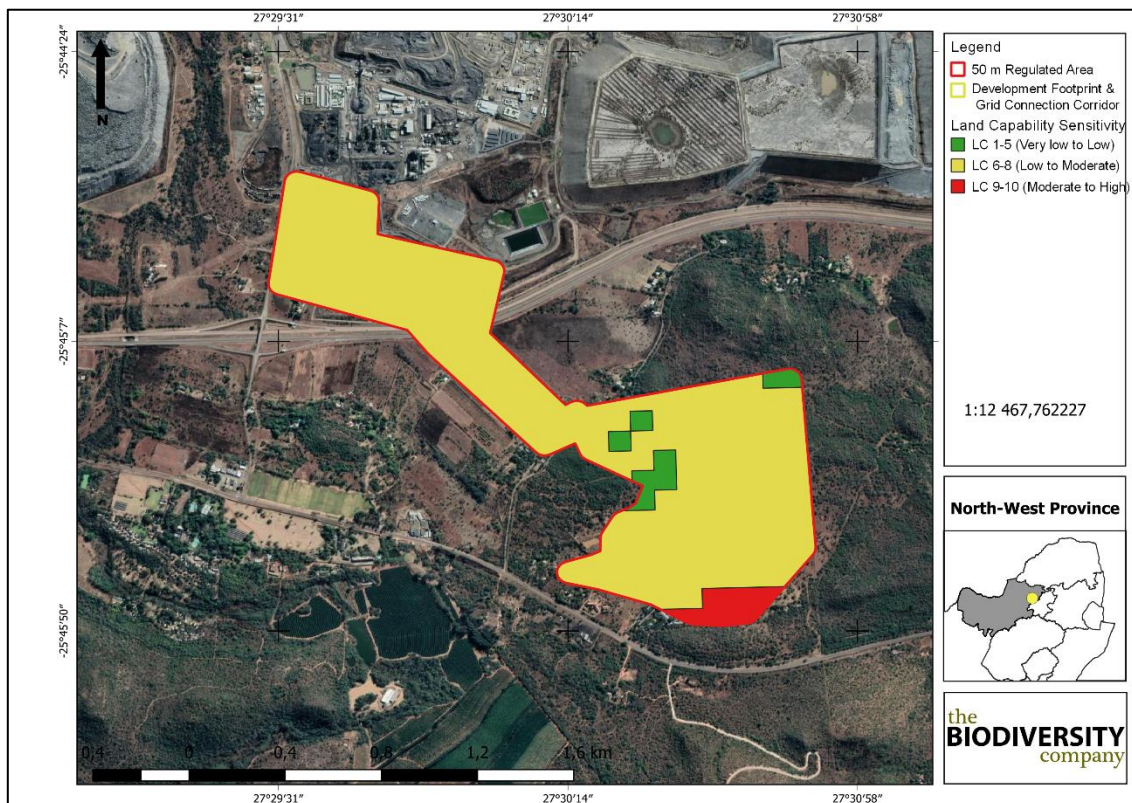 27°29'31" 27°30'14" 27°30'58"
-25°44'24"
-25°45'7"
-25°45'50"
N
0,4 0 0,4 0,8 1,2 1,6 km
27°29'31" 27°30'14" 27°30'58"
Legend
50 m Regulated Area
Development Footprint &
Grid Connection Corridor
Land Capability Sensitivity
LC 1-5 (Very low to Low)
LC 6-8 (Low to Moderate)
LC 9-10 (Moderate to High)
1:12 467,762227
North-West Province
the
BIODIVERSITY
company